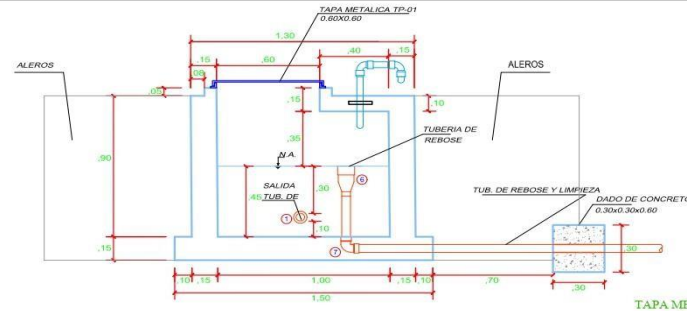 TAPA METALICA TP-01
0.60X0.60
1,30
,15 ,60 ,40 ,15
ALEROS
ALEROS
,08
,05
,15
,10
,90
,35
TUBERIA DE
REBOSE
N.A.
SALIDA
TUB. DE
,45
,30
6
1
,10
TUB. DE REBOSE Y LIMPIEZA
DADO DE CONCRETO
0.30x0.30x0.60
,15
7
,30
,10 ,15 1,00 ,15 ,10 ,70 ,30
1,50
TAPA ME